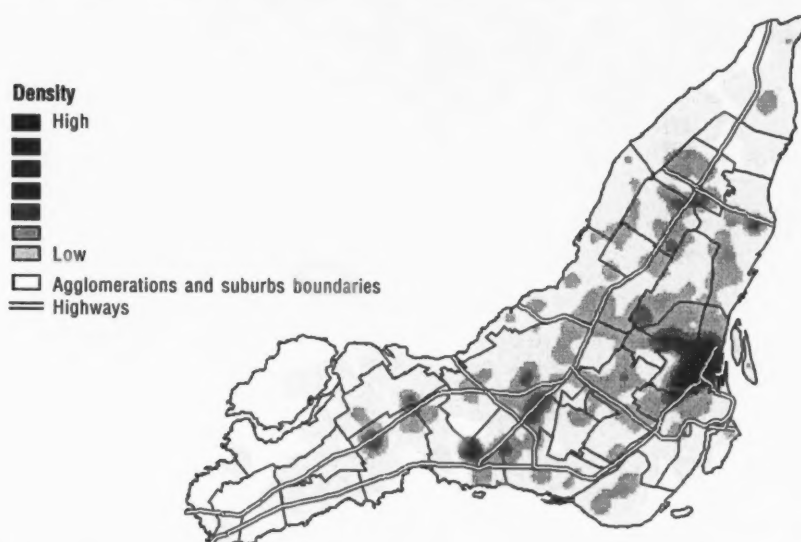 Density
High
Low
Agglomerations and suburbs boundaries
Highways